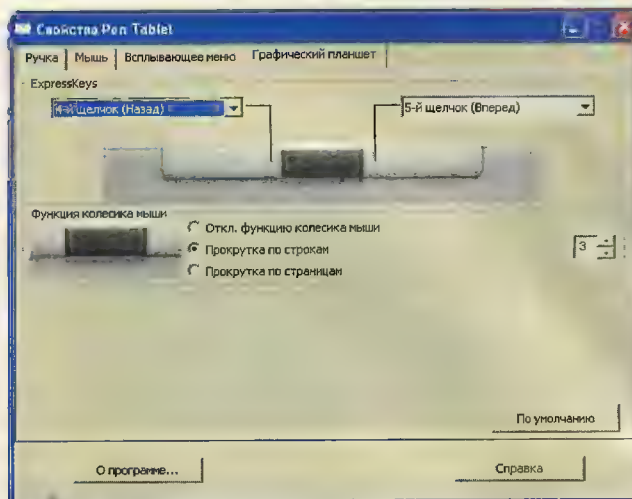 Свойства Pen Tablet
Ручка Мышь Всплывающее меню Графический планшет
ExpressKeys
4-й щелчок (Назад) 5-й щелчок (Вперед)
Функция колесика мыши
Откл. функцию колесика мыши
Прокрутка по строкам 3
Прокрутка по страницам
По умолчанию
О программе... Справка